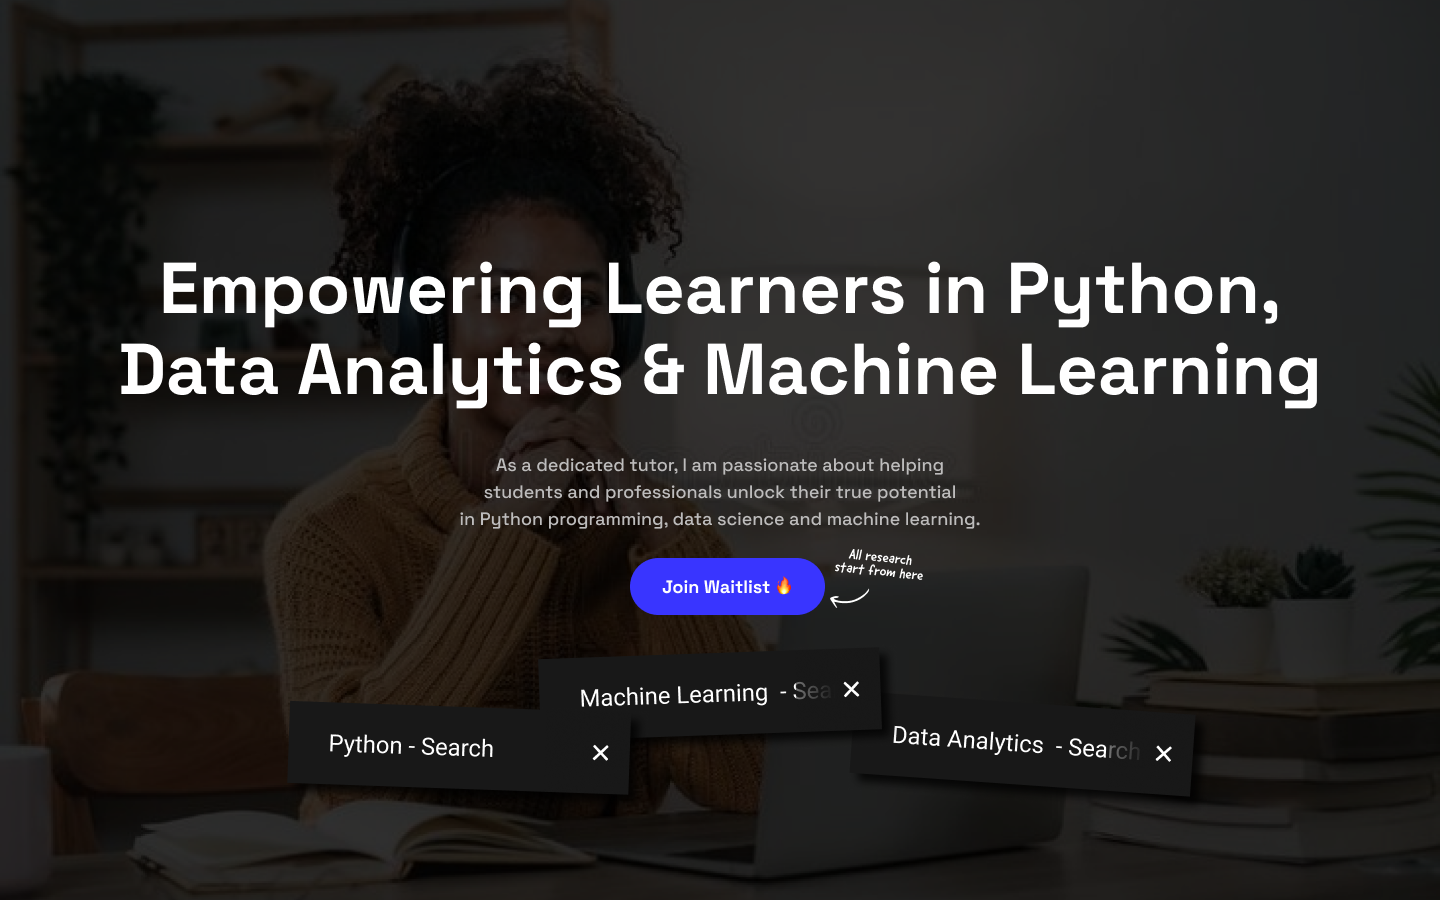 Empowering Learners in Python,
Data Analytics & Machine Learning
As a dedicated tutor, I am passionate about helping
students and professionals unlock their true potential
in Python programming, data science and machine learning.
Join Waitlist 🔥
All research
start from here
Machine Learning - Sea
Python - Search
Data Analytics - Search